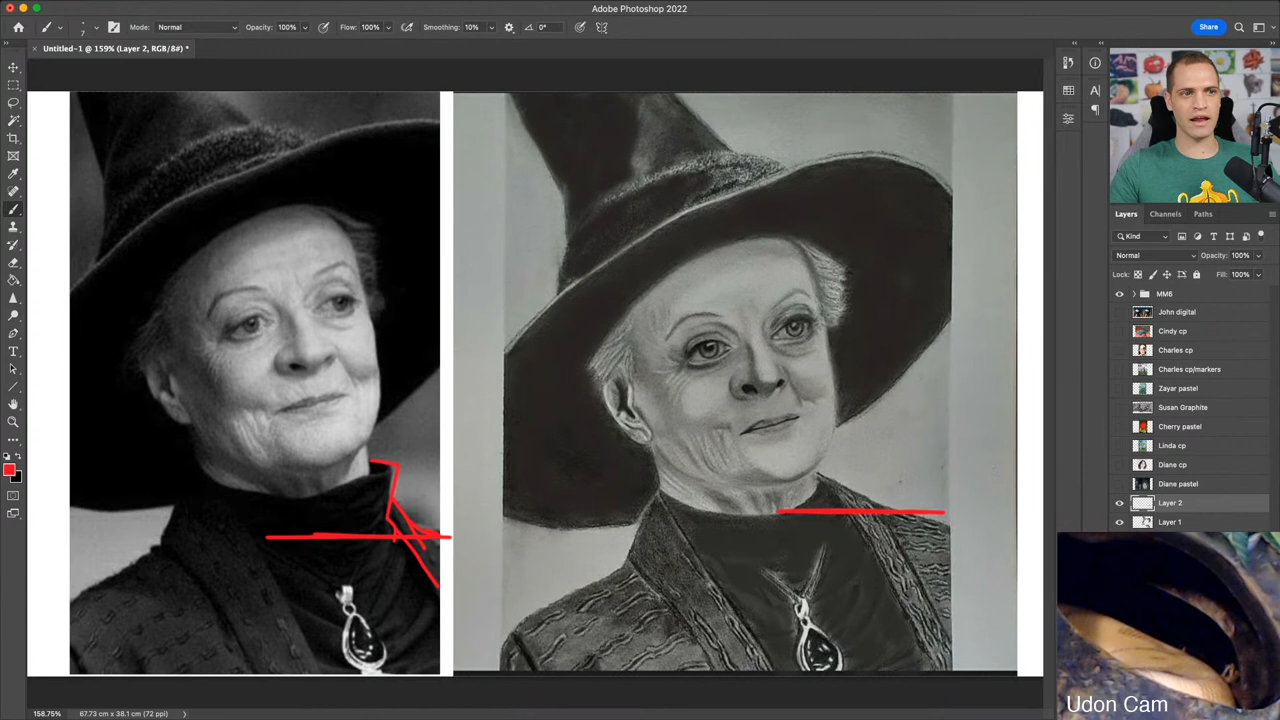 Adobe Photoshop 2022
7 Mode: Normal Opacity: 100% Flow: 100% Smoothing: 10% 0° Share
Untitled-1 @ 159% (Layer 2, RGB/8#) *
Layers Channels Paths
Kind
Normal Opacity: 100%
Lock: Fill: 100%
MM6
John digital
Cindy cp
Charles cp
Charles cp/markers
Zayar pastel
Susan Graphite
Cherry pastel
Linda cp
Diane cp
Diane pastel
Layer 2
Layer 1
Udon Cam
158.75% 67.73 cm x 38.1 cm (72 ppi)